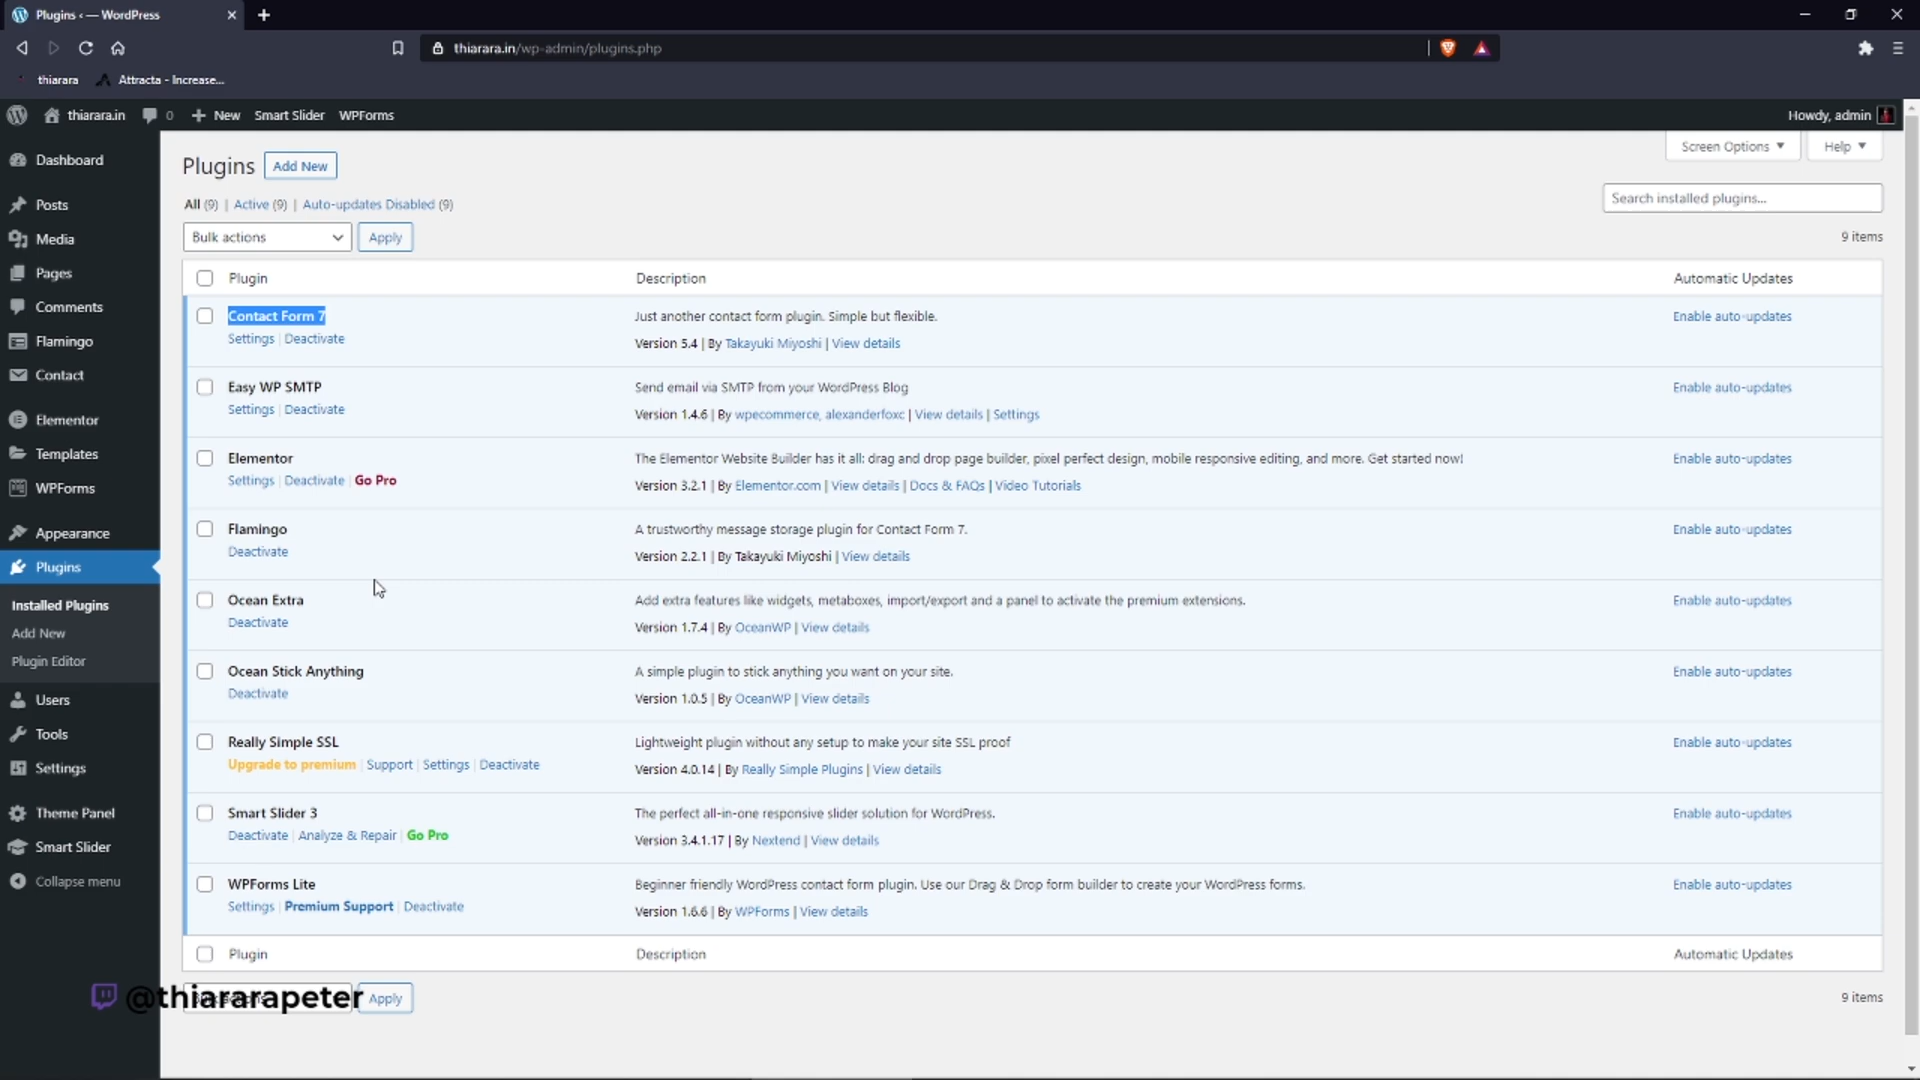 Plugins ‹ — WordPress
thiarara.in/wp-admin/plugins.php
thiarara
Attracta - Increase...
thiarara.in
0
New
Smart Slider
WPForms
Howdy, admin
Dashboard
Posts
Media
Pages
Comments
Flamingo
Contact
Elementor
Templates
WPForms
Appearance
Plugins
Installed Plugins
Add New
Plugin Editor
Users
Tools
Settings
Theme Panel
Smart Slider
Collapse menu
Plugins
Add New
Screen Options
Help
All (9) | Active (9) | Auto-updates Disabled (9)
Search installed plugins...
Bulk actions
Apply
9 items
Plugin
Description
Automatic Updates
Contact Form 7
Settings | Deactivate
Just another contact form plugin. Simple but flexible.
Version 5.4 | By Takayuki Miyoshi | View details
Enable auto-updates
Easy WP SMTP
Settings | Deactivate
Send email via SMTP from your WordPress Blog
Version 1.4.6 | By wpecommerce, alexanderfoxc | View details | Settings
Enable auto-updates
Elementor
Settings | Deactivate | Go Pro
The Elementor Website Builder has it all: drag and drop page builder, pixel perfect design, mobile responsive editing, and more. Get started now!
Version 3.2.1 | By Elementor.com | View details | Docs & FAQs | Video Tutorials
Enable auto-updates
Flamingo
Deactivate
A trustworthy message storage plugin for Contact Form 7.
Version 2.2.1 | By Takayuki Miyoshi | View details
Enable auto-updates
Ocean Extra
Deactivate
Add extra features like widgets, metaboxes, import/export and a panel to activate the premium extensions.
Version 1.7.4 | By OceanWP | View details
Enable auto-updates
Ocean Stick Anything
Deactivate
A simple plugin to stick anything you want on your site.
Version 1.0.5 | By OceanWP | View details
Enable auto-updates
Really Simple SSL
Upgrade to premium | Support | Settings | Deactivate
Lightweight plugin without any setup to make your site SSL proof
Version 4.0.14 | By Really Simple Plugins | View details
Enable auto-updates
Smart Slider 3
Deactivate | Analyze & Repair | Go Pro
The perfect all-in-one responsive slider solution for WordPress.
Version 3.4.1.17 | By Nextend | View details
Enable auto-updates
WPForms Lite
Settings | Premium Support | Deactivate
Beginner friendly WordPress contact form plugin. Use our Drag & Drop form builder to create your WordPress forms.
Version 1.6.6 | By WPForms | View details
Enable auto-updates
Plugin
Description
Automatic Updates
@thiararapeter
Apply
9 items